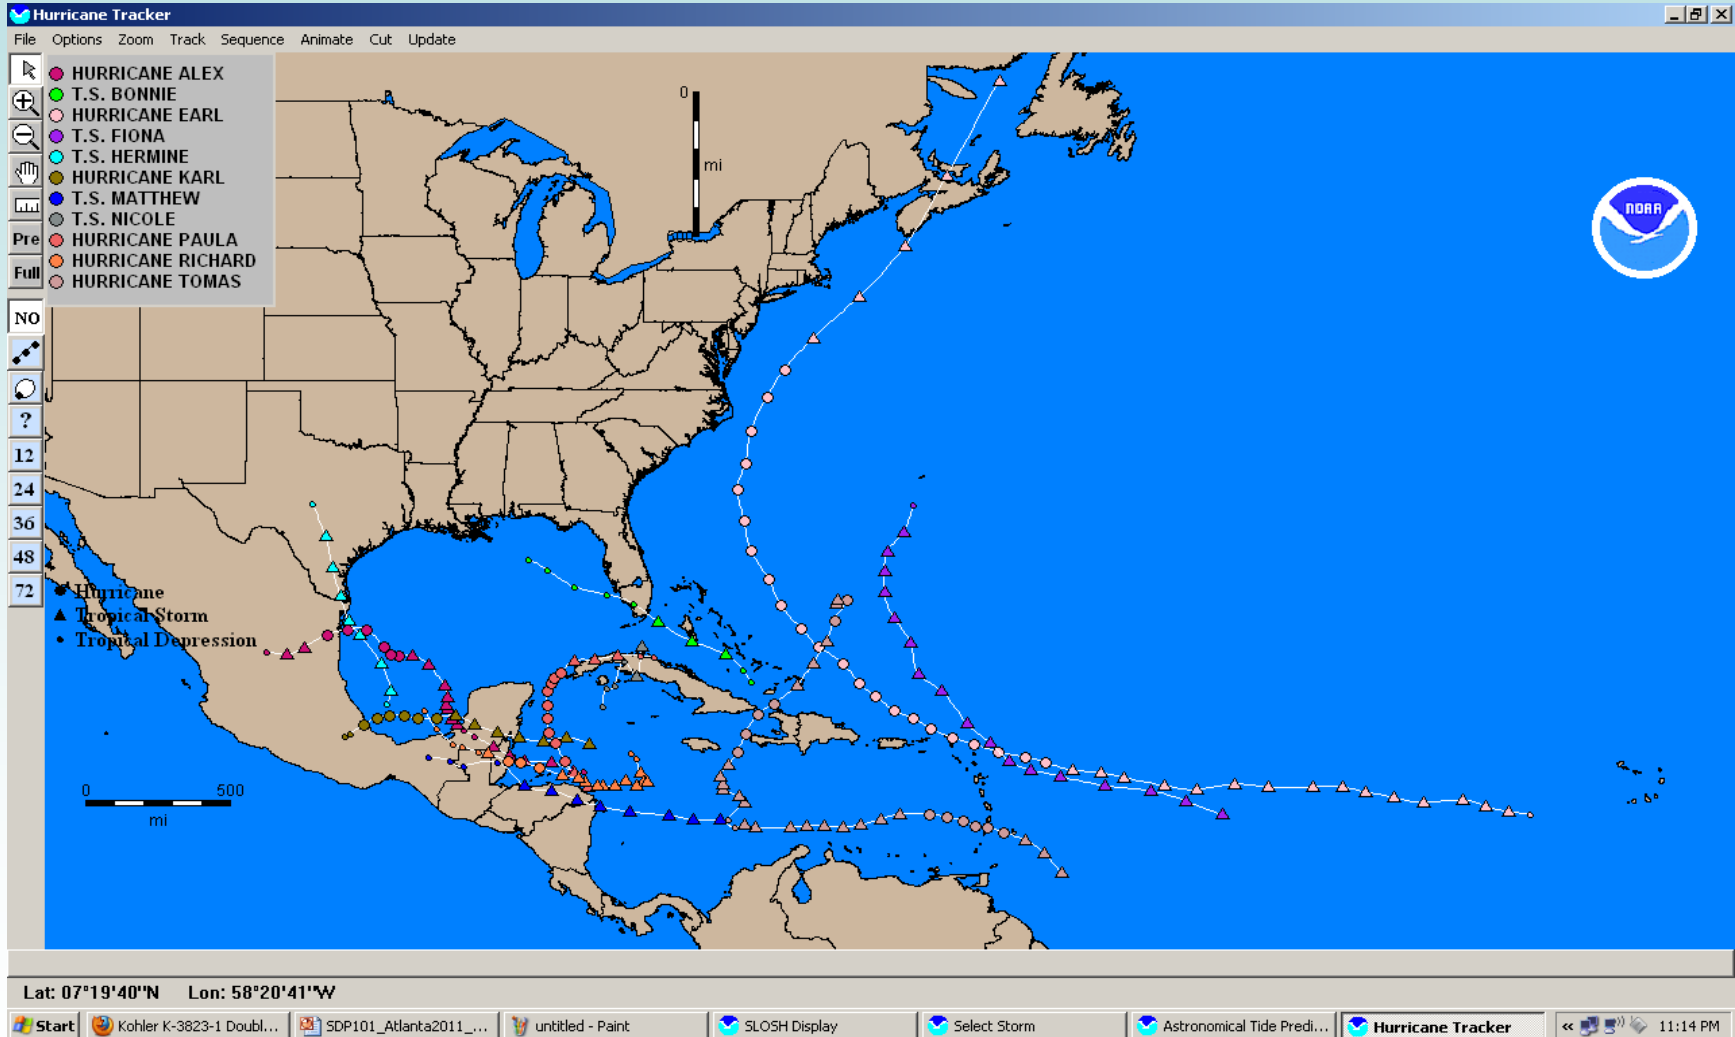 Hurricane Tracker
File Options Zoom Track Sequence Animate Cut Update
HURRICANE ALEX
T.S. BONNIE
HURRICANE EARL
T.S. FIONA
T.S. HERMINE
HURRICANE KARL
T.S. MATTHEW
T.S. NICOLE
HURRICANE PAULA
HURRICANE RICHARD
HURRICANE TOMAS
Pre
Full
NO
?
12
24
36
48
72
0
mi
NOAA
Hurricane
Tropical Storm
Tropical Depression
0 500
mi
Lat: 07°19'40"N Lon: 58°20'41"W
Start Kohler K-3823-1 Doubl... SDP101_Atlanta2011_... untitled - Paint SLOSH Display Select Storm Astronomical Tide Predi... Hurricane Tracker « 11:14 PM